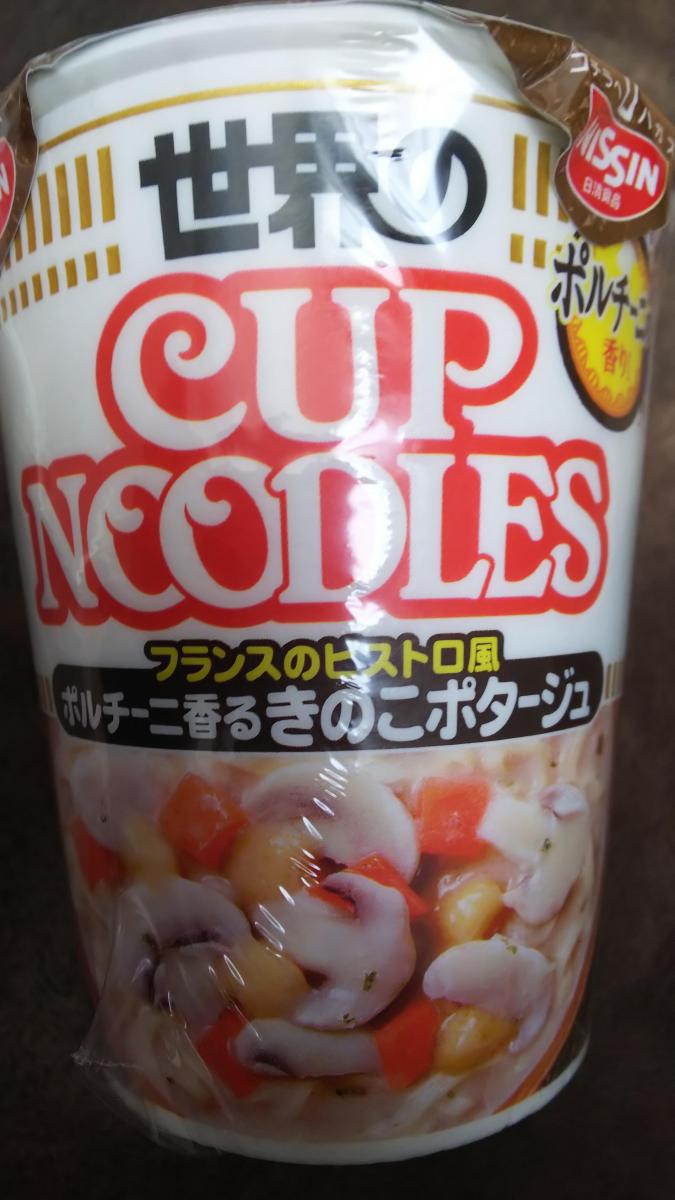 世界の
CUP
NOODLES
NISSIN
日清食品
ポルチーニ
香り
フランスのビストロ風
ポルチーニ香るきのこポタージュ